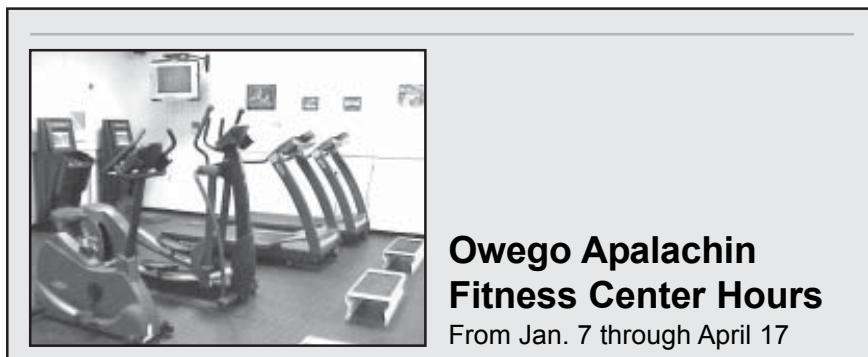 Owego Apalachin
Fitness Center Hours
From Jan. 7 through April 17